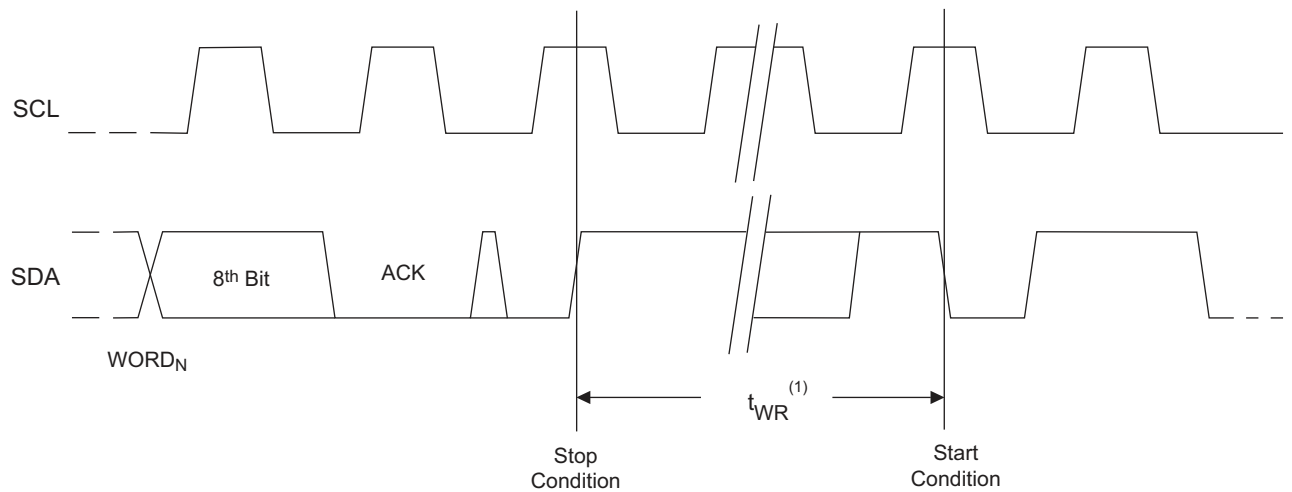 SCL
SDA
8th Bit
ACK
WORDN
tWR(1)
Stop
Condition
Start
Condition